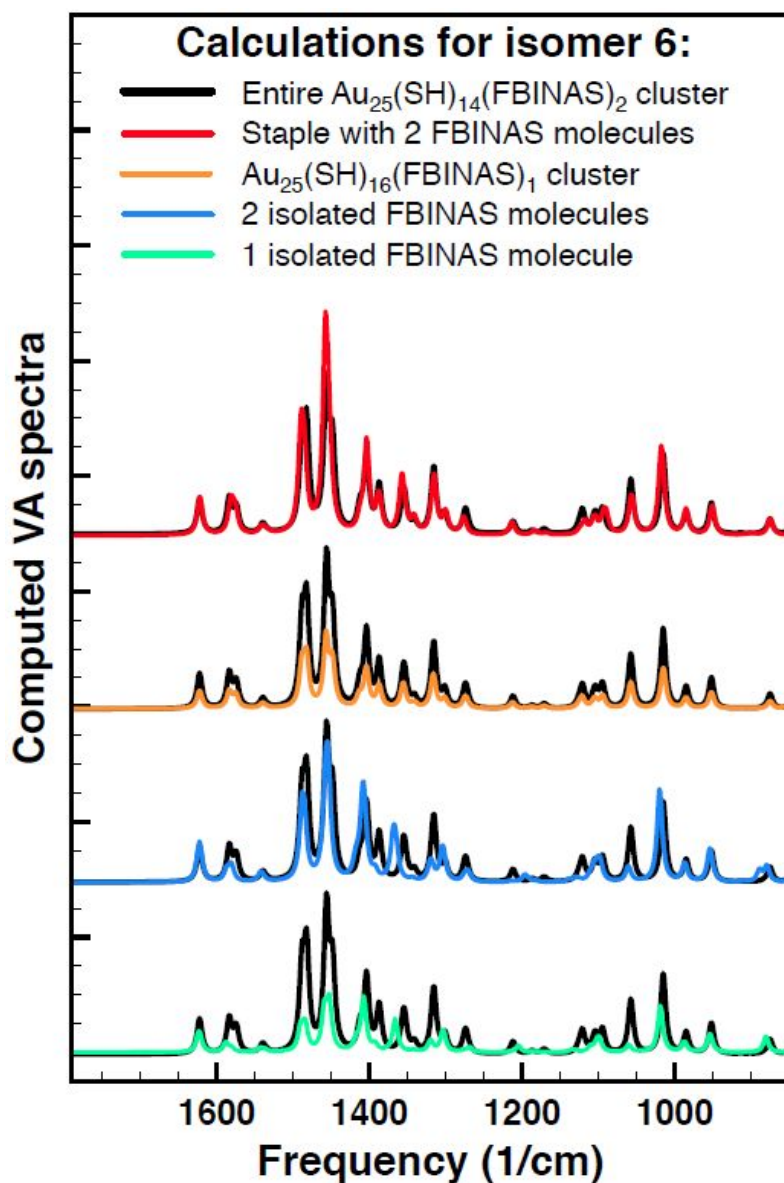 Calculations for isomer 6:
Entire Au₂₅(SH)₁₄(FBINAS)₂ cluster
Staple with 2 FBINAS molecules
Au₂₅(SH)₁₆(FBINAS)₁ cluster
2 isolated FBINAS molecules
1 isolated FBINAS molecule
Computed VA spectra
1600 1400 1200 1000
Frequency (1/cm)